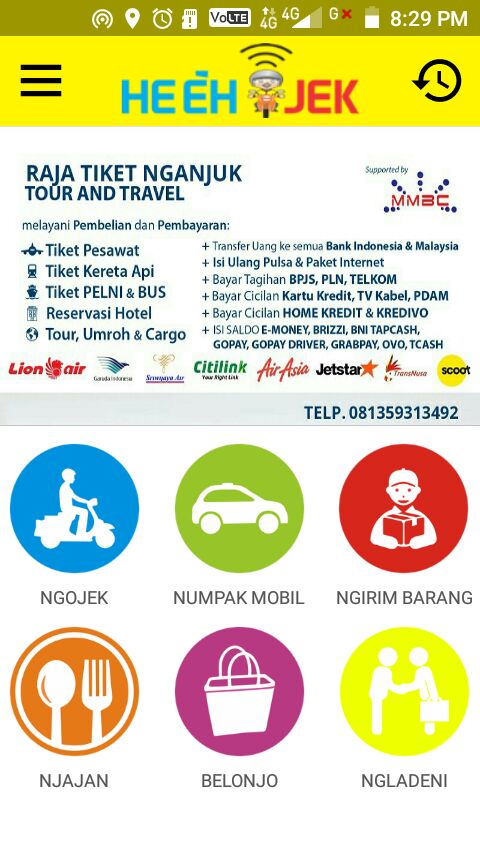 VoLTE 4G 4G G 8:29 PM
HE ÉH JEK
RAJA TIKET NGANJUK
TOUR AND TRAVEL
Supported by
MMBC
melayani Pembelian dan Pembayaran:
Tiket Pesawat
Tiket Kereta Api
Tiket PELNI & BUS
Reservasi Hotel
Tour, Umroh & Cargo
+ Transfer Uang ke semua Bank Indonesia & Malaysia
+ Isi Ulang Pulsa & Paket Internet
+ Bayar Tagihan BPJS, PLN, TELKOM
+ Bayar Cicilan Kartu Kredit, TV Kabel, PDAM
+ Bayar Cicilan HOME KREDIT & KREDIVO
+ ISI SALDO E-MONEY, BRIZZI, BNI TAPCASH,
GOPAY, GOPAY DRIVER, GRABPAY, OVO, TCASH
Lion air Garuda Indonesia Sriwijaya Air Citilink Your Right Link AirAsia Jetstar TransNusa scoot
TELP. 081359313492
NGOJEK NUMPAK MOBIL NGIRIM BARANG
NJAJAN BELONJO NGLADENI